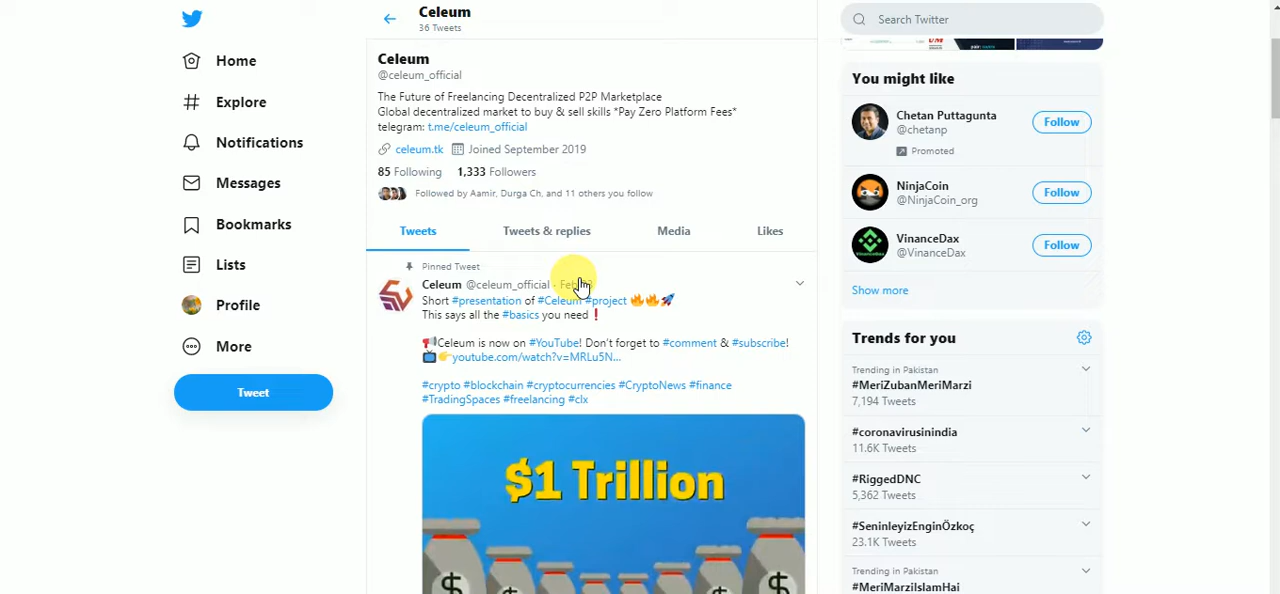 Celeum
36 Tweets
Home
Explore
Notifications
Messages
Bookmarks
Lists
Profile
More
Tweet
Celeum
@celeum_official
The Future of Freelancing Decentralized P2P Marketplace
Global decentralized market to buy & sell skills *Pay Zero Platform Fees*
telegram: t.me/celeum_official
celeum.tk Joined September 2019
85 Following 1,333 Followers
Followed by Aamir, Durga Ch, and 11 others you follow
Tweets Tweets & replies Media Likes
Pinned Tweet
Celeum @celeum_official ·
Short #presentation of #Celeum #project 🔥🔥🚀
This says all the #basics you need❗
📢Celeum is now on #YouTube! Don't forget to #comment & #subscribe!
📺👉youtube.com/watch?v=MRLu5N...
#crypto #blockchain #cryptocurrencies #CryptoNews #finance
#TradingSpaces #freelancing #clx
$1 Trillion
$ $
Search Twitter
You might like
Chetan Puttagunta
@chetanp
Follow
Promoted
NinjaCoin
@NinjaCoin_org
Follow
VinanceDax
@VinanceDax
Follow
Show more
Trends for you
Trending in Pakistan
#MeriZubanMeriMarzi
7,194 Tweets
#coronavirusinindia
11.6K Tweets
#RiggedDNC
5,362 Tweets
#SeninleyizEnginÖzkoç
23.1K Tweets
Trending in Pakistan
#MeriMarziIslamHai